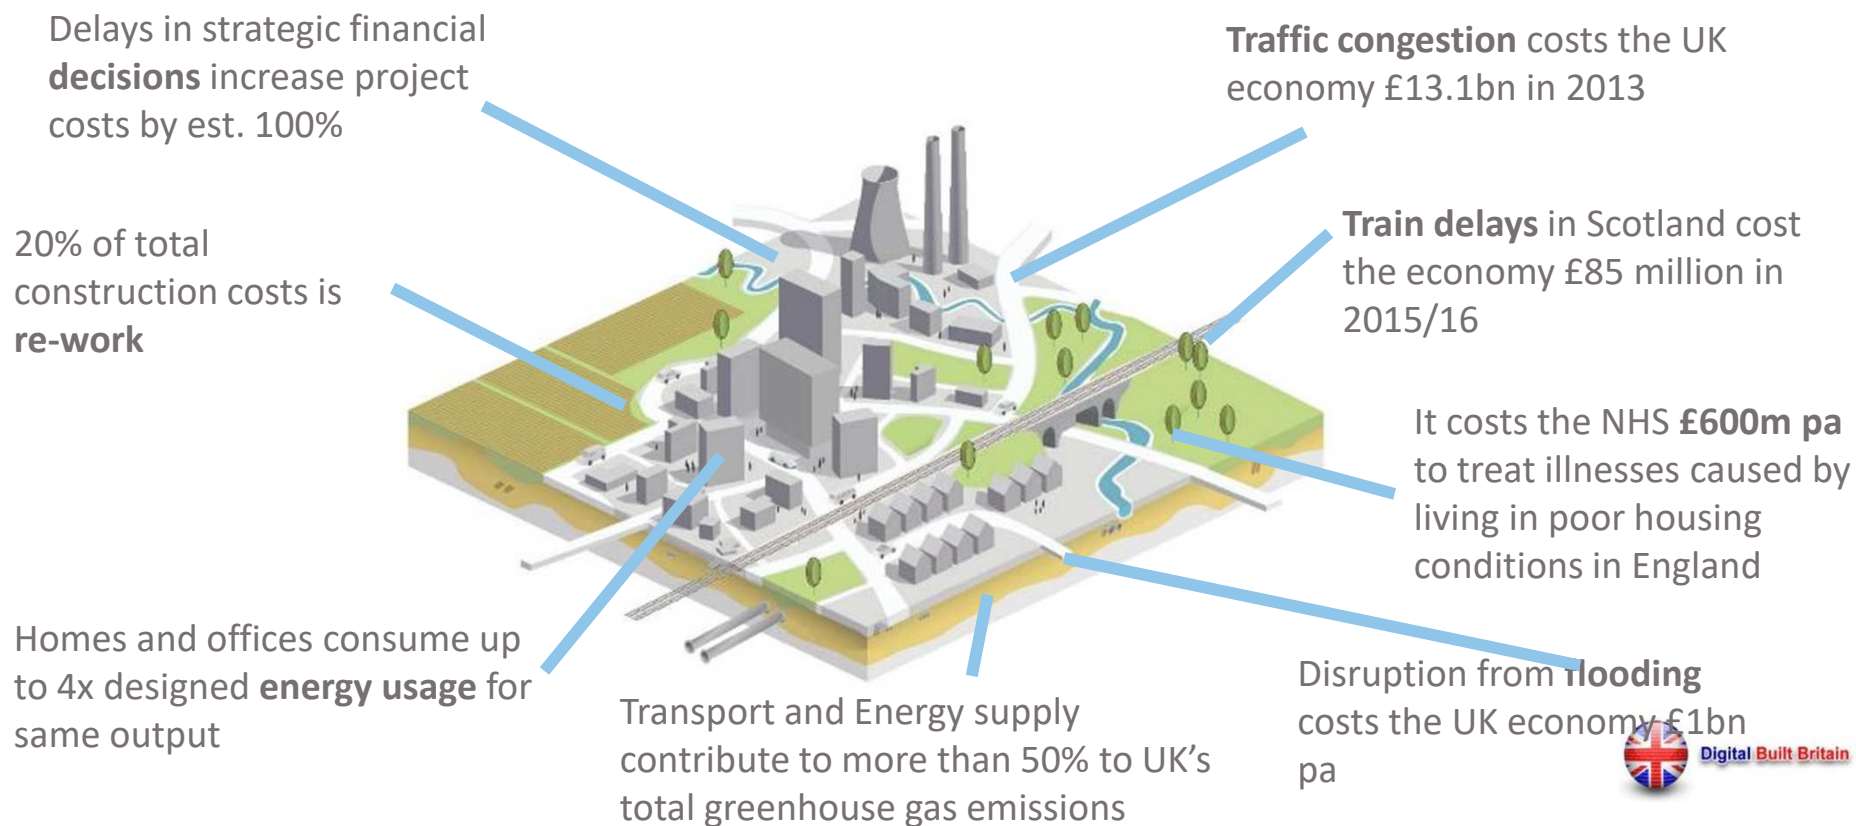 Delays in strategic financial
decisions increase project
costs by est. 100%
Traffic congestion costs the UK
economy £13.1bn in 2013
20% of total
construction costs is
re-work
Train delays in Scotland cost
the economy £85 million in
2015/16
It costs the NHS £600m pa
to treat illnesses caused by
living in poor housing
conditions in England
Homes and offices consume up
to 4x designed energy usage for
same output
Transport and Energy supply
contribute to more than 50% to UK’s
total greenhouse gas emissions
Disruption from flooding
costs the UK economy £1bn
pa
Digital Built Britain